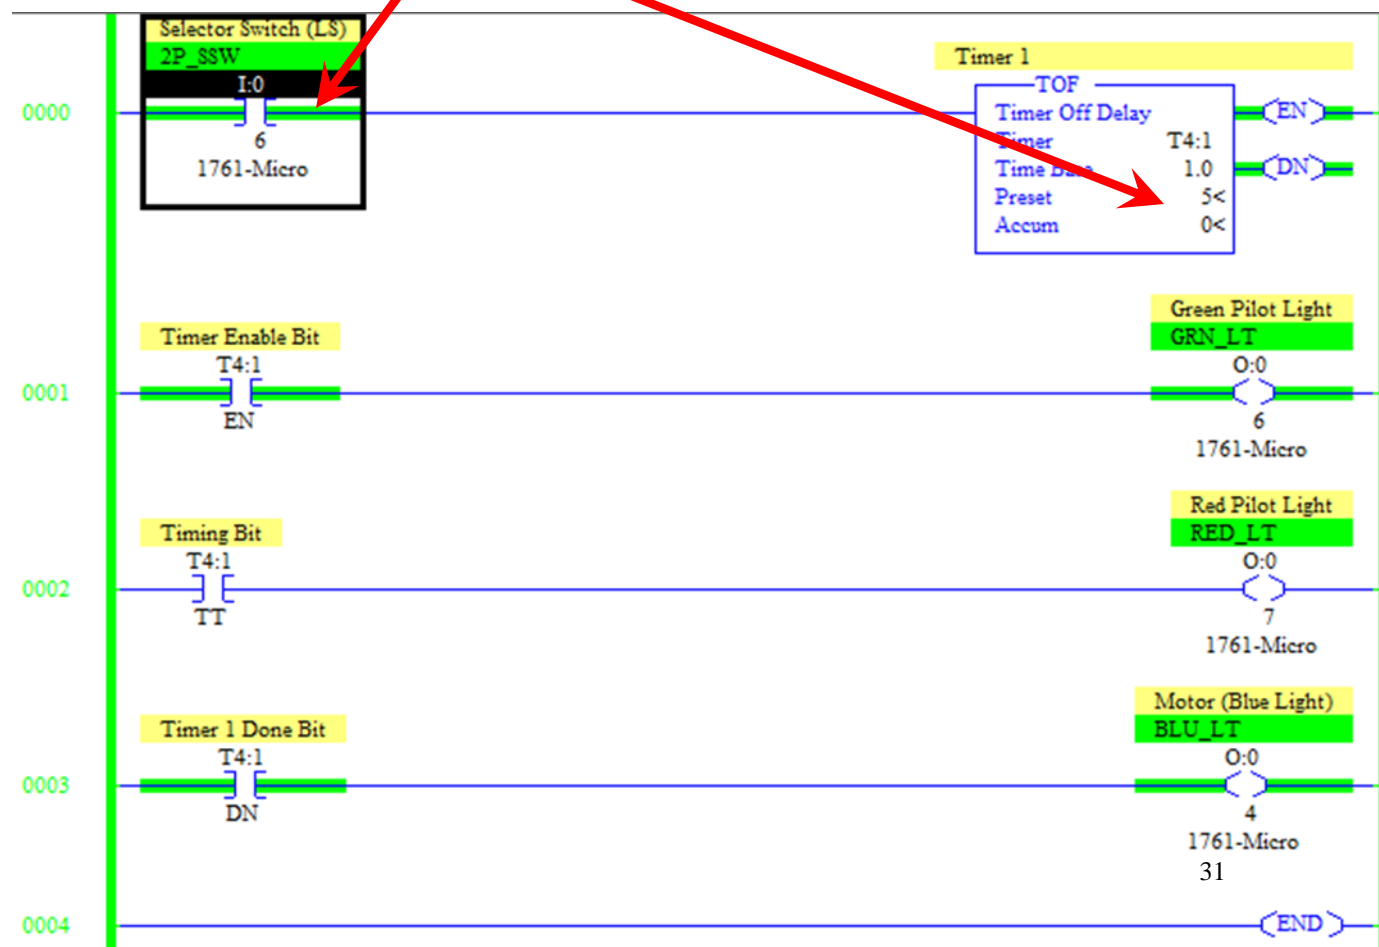 Selector Switch (LS)
2P_SSW
I:0
6
1761-Micro
0000
Timer 1
TOF
Timer Off Delay
Timer T4:1
Time Base 1.0
Preset 5<
Accum 0<
EN
DN
Timer Enable Bit
T4:1
EN
0001
Green Pilot Light
GRN_LT
O:0
6
1761-Micro
Timing Bit
T4:1
TT
0002
Red Pilot Light
RED_LT
O:0
7
1761-Micro
Timer 1 Done Bit
T4:1
DN
0003
Motor (Blue Light)
BLU_LT
O:0
4
1761-Micro
31
0004
END